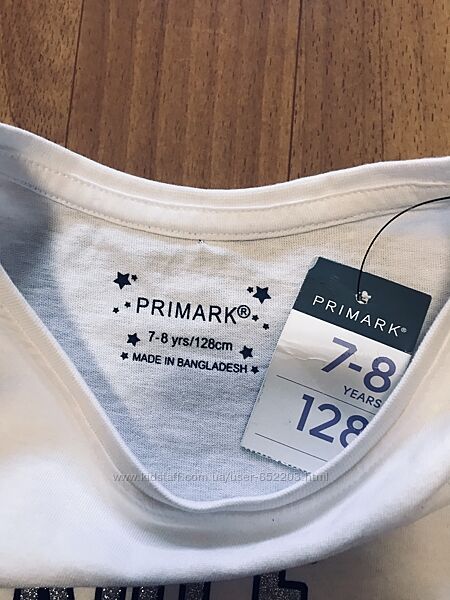 PRIMARK®
7-8 yrs/128cm
MADE IN BANGLADESH
PRIMARK®
7-8
YEARS
128
www.kidstaff.com.ua/user-652203.html